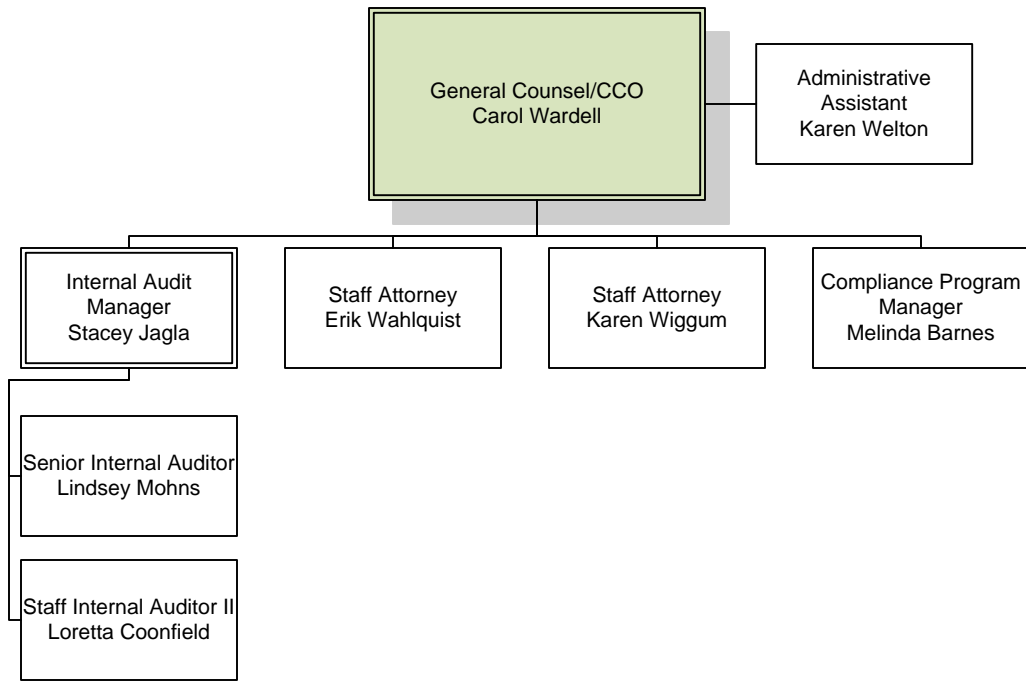 General Counsel/CCO
Carol Wardell
Administrative
Assistant
Karen Welton
Internal Audit
Manager
Stacey Jagla
Staff Attorney
Erik Wahlquist
Staff Attorney
Karen Wiggum
Compliance Program
Manager
Melinda Barnes
Senior Internal Auditor
Lindsey Mohns
Staff Internal Auditor II
Loretta Coonfield